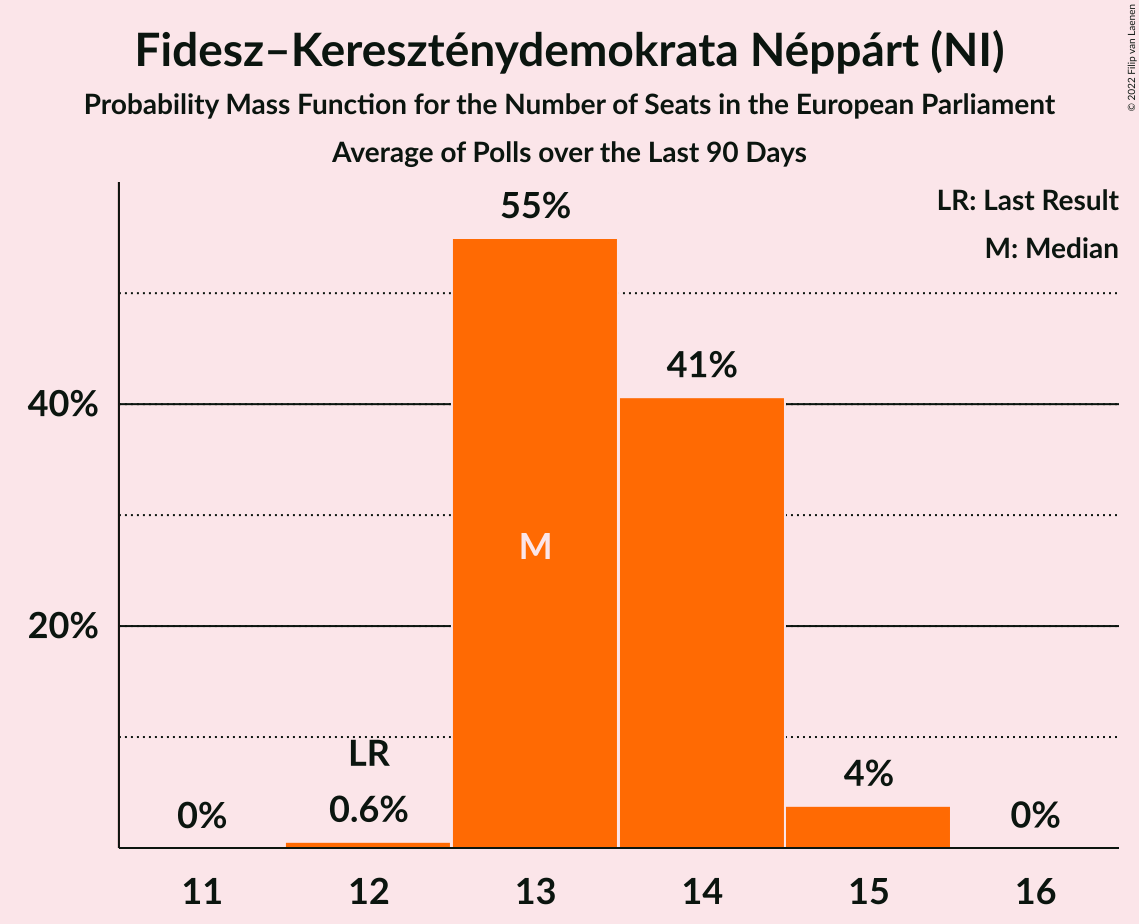 Fidesz–Kereszténydemokrata Néppárt (NI)
Probability Mass Function for the Number of Seats in the European Parliament
Average of Polls over the Last 90 Days
© 2022 Filip van Laenen
LR: Last Result
M: Median
55%
41%
40%
M
20%
LR
4%
0%
0.6%
0%
11
12
13
14
15
16